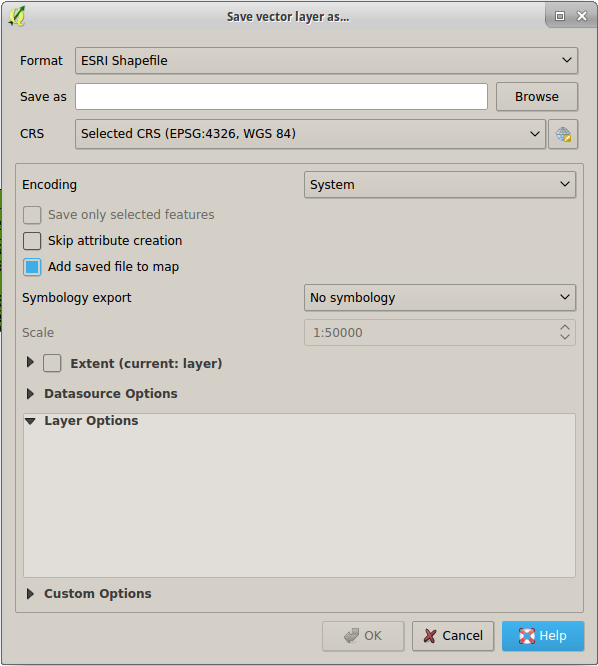 Save vector layer as...
Format ESRI Shapefile
Save as Browse
CRS Selected CRS (EPSG:4326, WGS 84)
Encoding System
Save only selected features
Skip attribute creation
Add saved file to map
Symbology export No symbology
Scale 1:50000
Extent (current: layer)
Datasource Options
Layer Options
Custom Options
OK Cancel Help